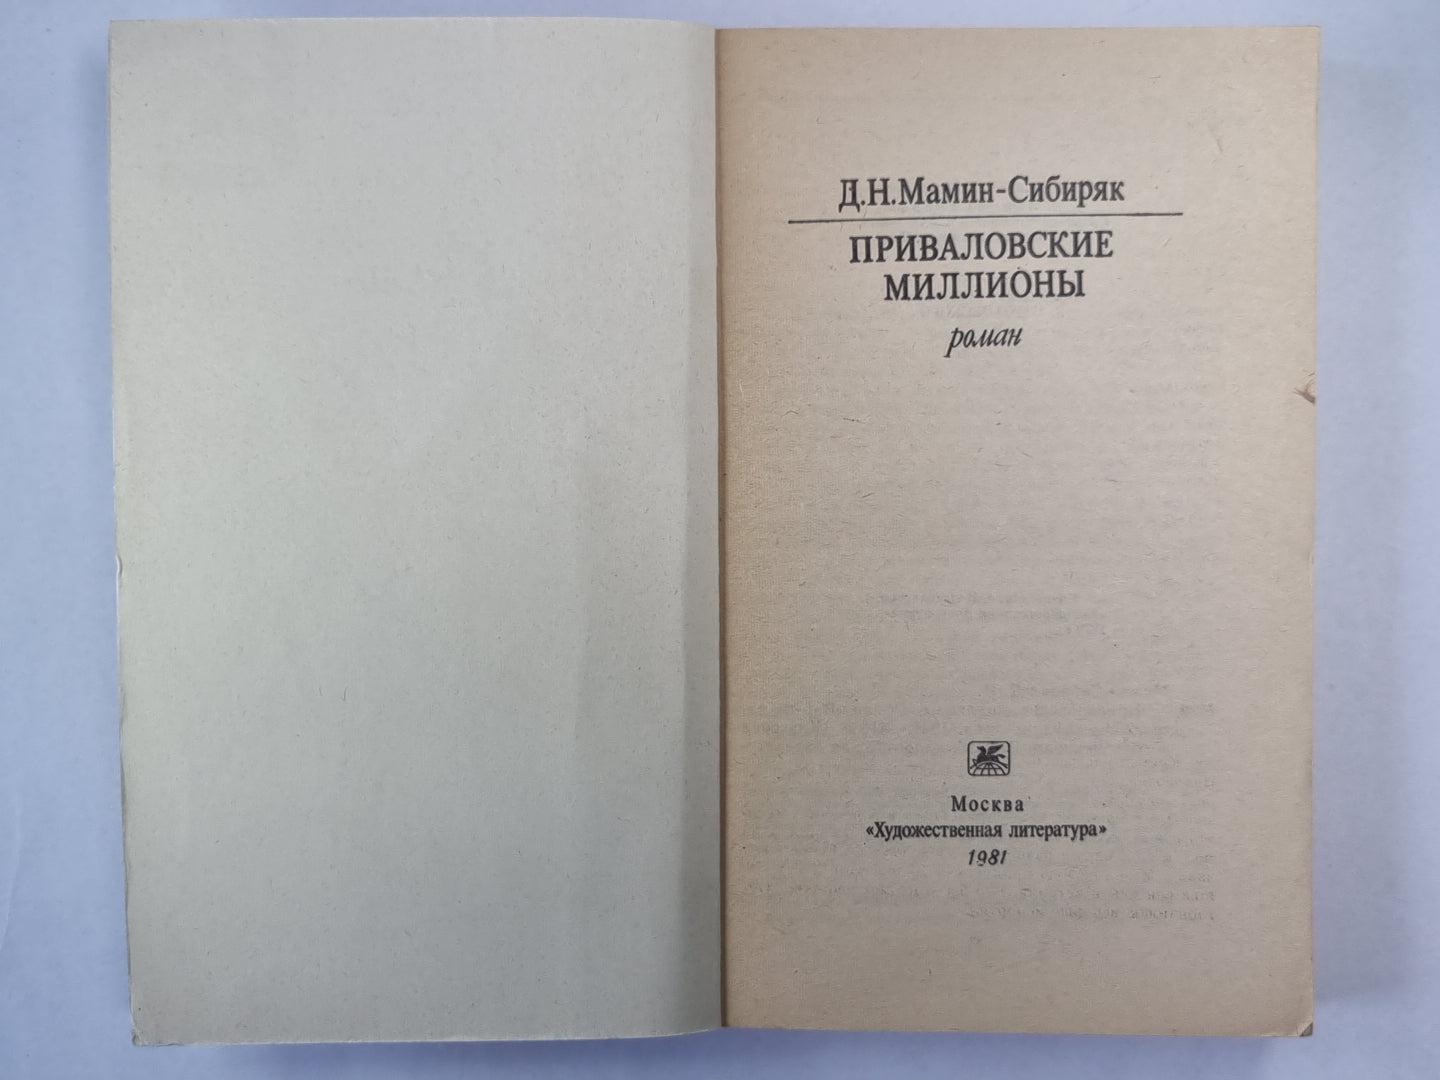 Д.Н.Мамин-Сибиряк
ПРИВАЛОВСКИЕ
МИЛЛИОНЫ
роман
Москва
«Художественная литература»
1981